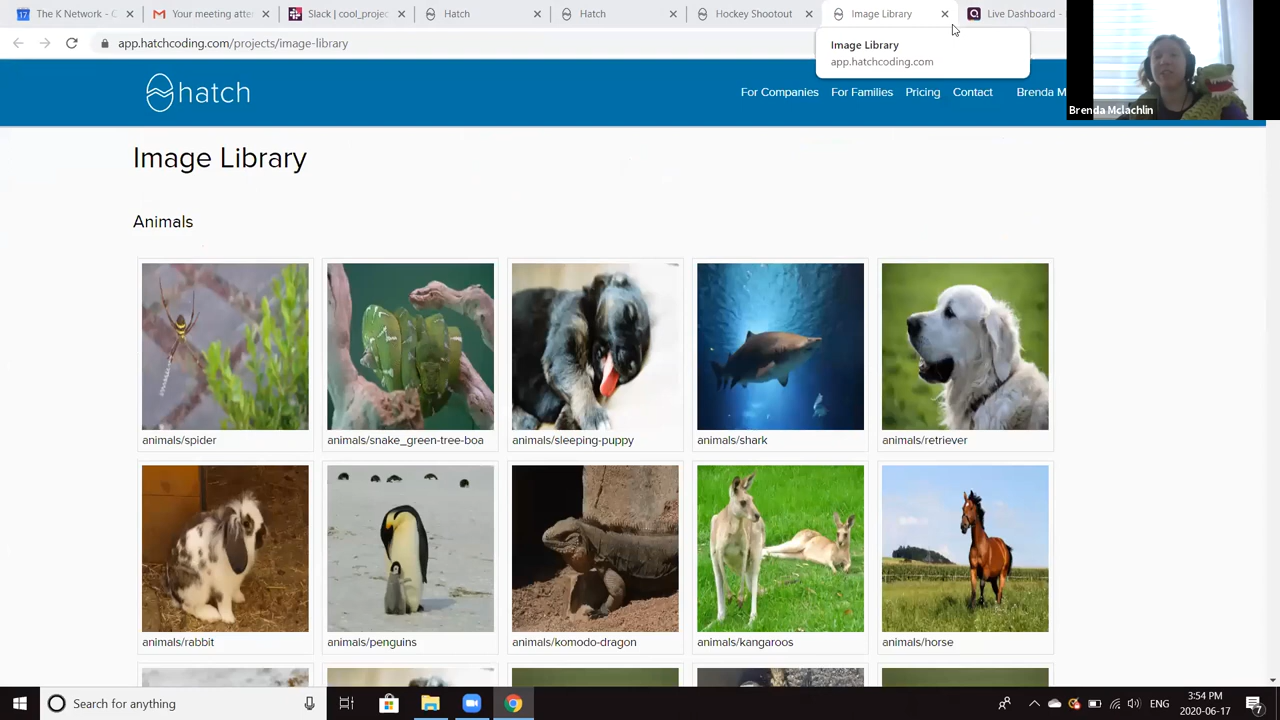 The K Network - Cor
Your meeting atten
Slack | cool_projec
Hatch
Hatch
Hockey Shootout
Image Library
Live Dashboard -
app.hatchcoding.com/projects/image-library
Image Library
app.hatchcoding.com
hatch
For Companies
For Families
Pricing
Contact
Brenda M
Brenda Mclachlin
Image Library
Animals
animals/spider
animals/snake_green-tree-boa
animals/sleeping-puppy
animals/shark
animals/retriever
animals/rabbit
animals/penguins
animals/komodo-dragon
animals/kangaroos
animals/horse
Search for anything
ENG
3:54 PM
2020-06-17
7